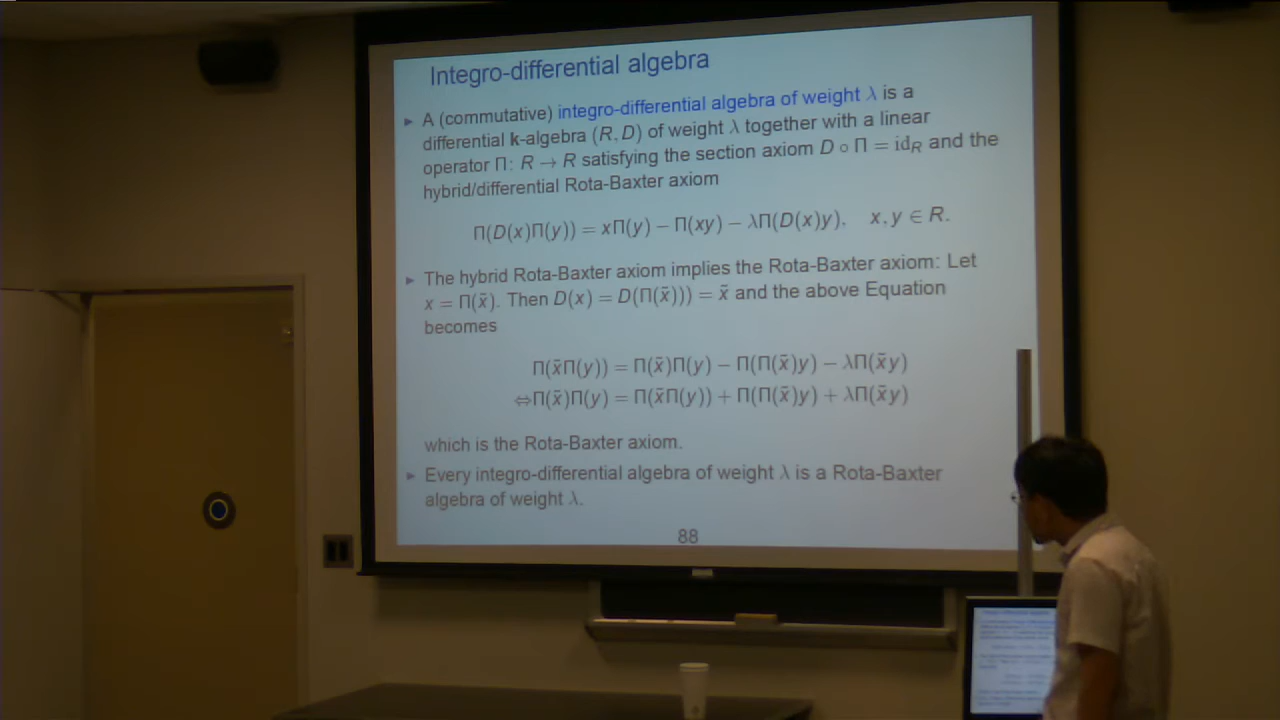 Integro-differential algebra
▸ A (commutative) integro-differential algebra of weight λ is a
differential k-algebra (R, D) of weight λ together with a linear
operator Π: R → R satisfying the section axiom D ∘ Π = id_R and the
hybrid/differential Rota-Baxter axiom
Π(D(x)Π(y)) = xΠ(y) − Π(xy) − λΠ(D(x)y), x, y ∈ R.
▸ The hybrid Rota-Baxter axiom implies the Rota-Baxter axiom: Let
x = Π(x̃). Then D(x) = D(Π(x̃))) = x̃ and the above Equation
becomes
Π(x̃Π(y)) = Π(x̃)Π(y) − Π(Π(x̃)y) − λΠ(x̃y)
⇔Π(x̃)Π(y) = Π(x̃Π(y)) + Π(Π(x̃)y) + λΠ(x̃y)
which is the Rota-Baxter axiom.
▸ Every integro-differential algebra of weight λ is a Rota-Baxter
algebra of weight λ.
88